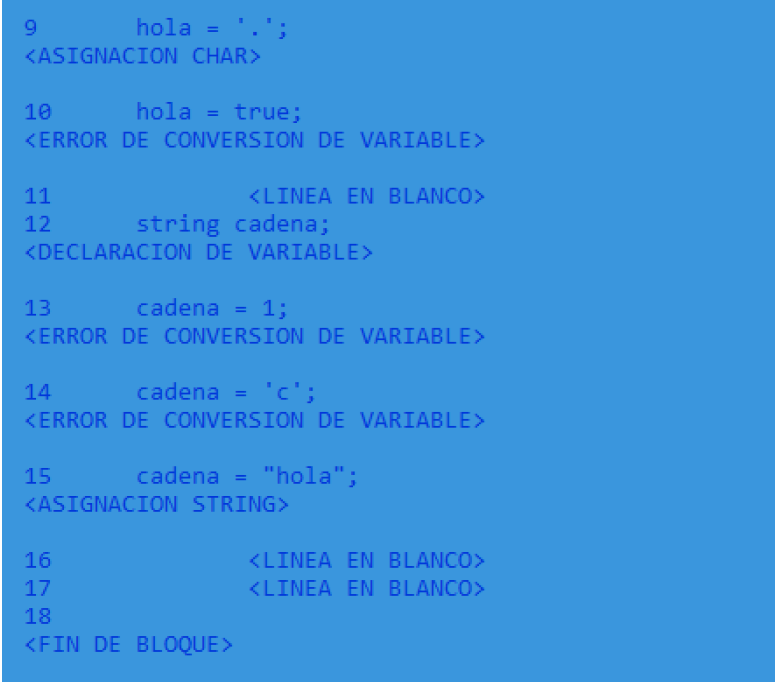 9 hola = '.';
<ASIGNACION CHAR>
10 hola = true;
<ERROR DE CONVERSION DE VARIABLE>
11 <LINEA EN BLANCO>
12 string cadena;
<DECLARACION DE VARIABLE>
13 cadena = 1;
<ERROR DE CONVERSION DE VARIABLE>
14 cadena = 'c';
<ERROR DE CONVERSION DE VARIABLE>
15 cadena = "hola";
<ASIGNACION STRING>
16 <LINEA EN BLANCO>
17 <LINEA EN BLANCO>
18
<FIN DE BLOQUE>